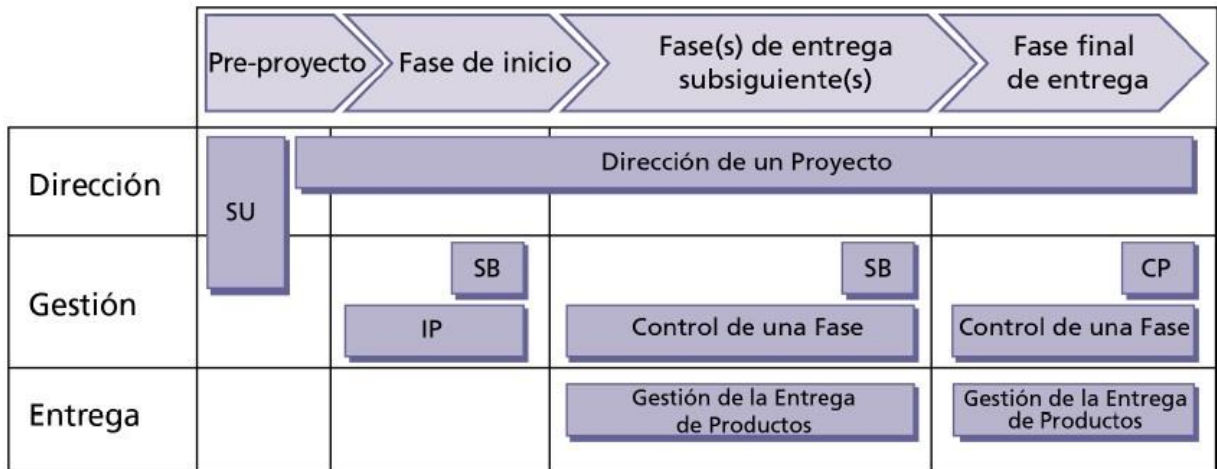 Pre-proyecto
Fase de inicio
Fase(s) de entrega
subsiguiente(s)
Fase final
de entrega
Dirección
SU
Dirección de un Proyecto
Gestión
SB
SB
CP
IP
Control de una Fase
Control de una Fase
Entrega
Gestión de la Entrega
de Productos
Gestión de la Entrega
de Productos